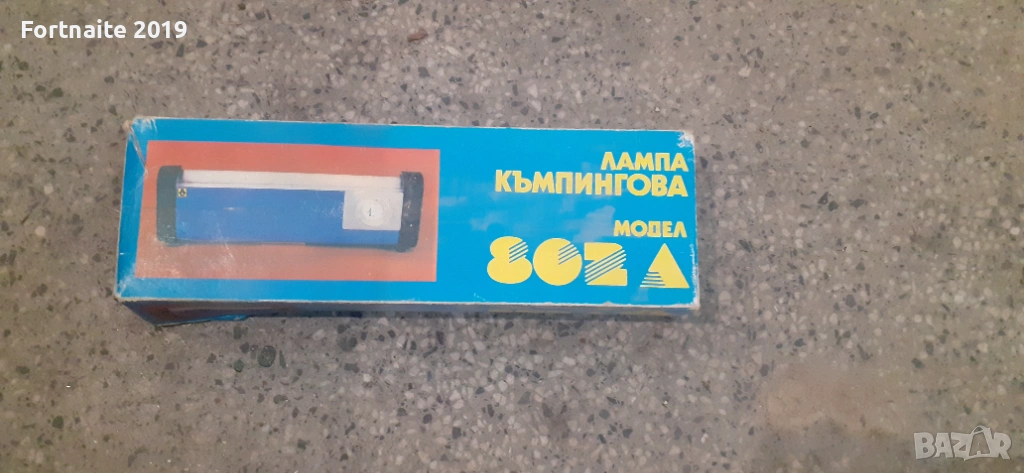 Fortnaite 2019
ЛАМПА
КЪМПИНГОВА
МОДЕЛ
802 А
BAZAR